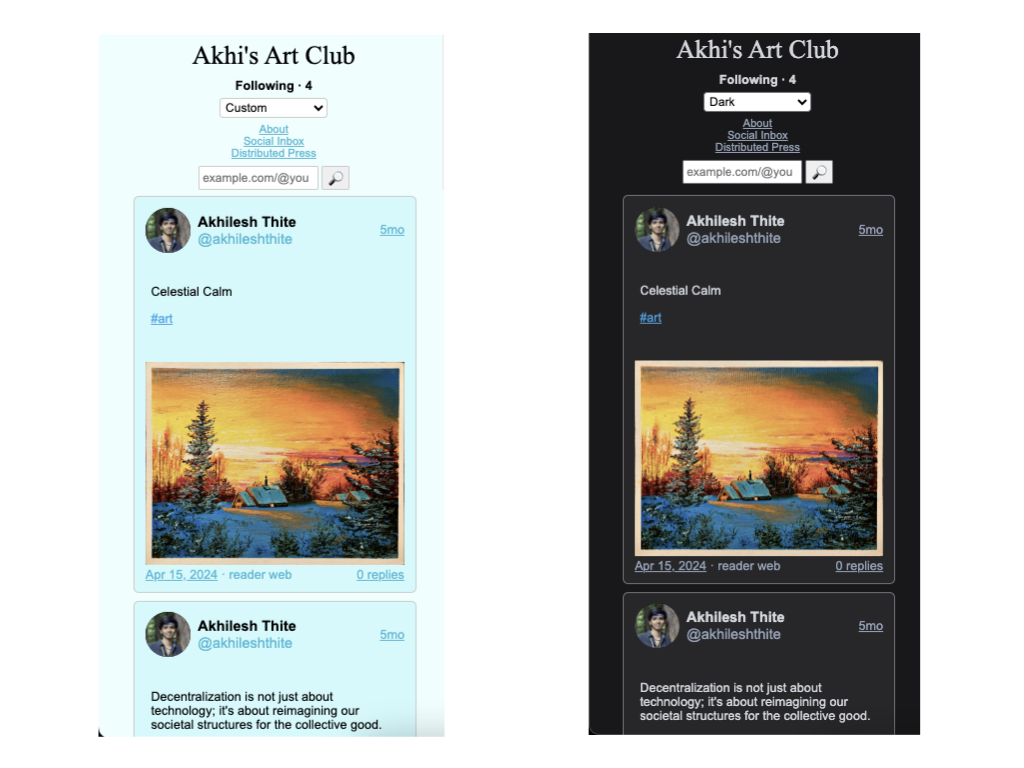 Akhi's Art Club
Following · 4
Custom
About
Social Inbox
Distributed Press
example.com/@you
Akhilesh Thite
@akhileshthite
5mo
Celestial Calm
#art
Apr 15, 2024 · reader web
0 replies
Akhilesh Thite
@akhileshthite
5mo
Decentralization is not just about
technology; it's about reimagining our
societal structures for the collective good.
Akhi's Art Club
Following · 4
Dark
About
Social Inbox
Distributed Press
example.com/@you
Akhilesh Thite
@akhileshthite
5mo
Celestial Calm
#art
Apr 15, 2024 · reader web
0 replies
Akhilesh Thite
@akhileshthite
5mo
Decentralization is not just about
technology; it's about reimagining our
societal structures for the collective good.